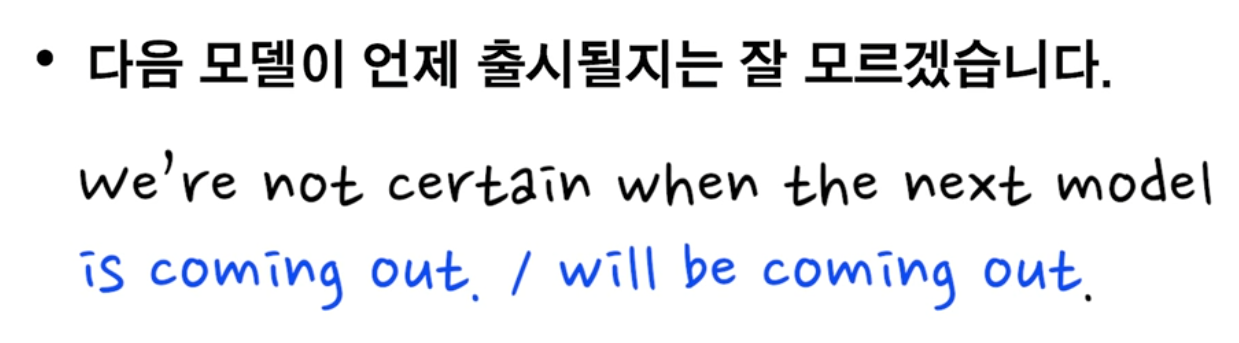 • 다음 모델이 언제 출시될지는 잘 모르겠습니다.
We're not certain when the next model
is coming out. / will be coming out.